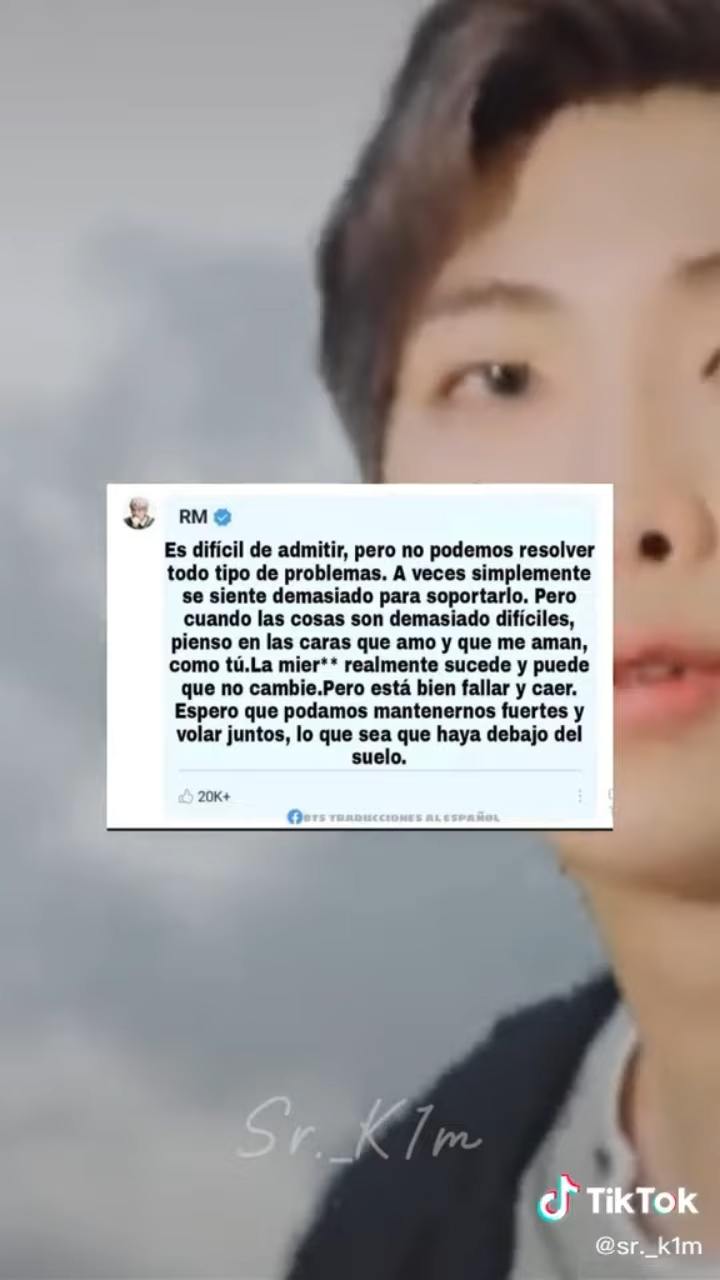 RM
Es difícil de admitir, pero no podemos resolver
todo tipo de problemas. A veces simplemente
se siente demasiado para soportarlo. Pero
cuando las cosas son demasiado difíciles,
pienso en las caras que amo y que me aman,
como tú.La mier** realmente sucede y puede
que no cambie.Pero está bien fallar y caer.
Espero que podamos mantenernos fuertes y
volar juntos, lo que sea que haya debajo del
suelo.
20K+
BTS TRADUCCIONES AL ESPAÑOL
Sr._K1m
TikTok
@sr._k1m